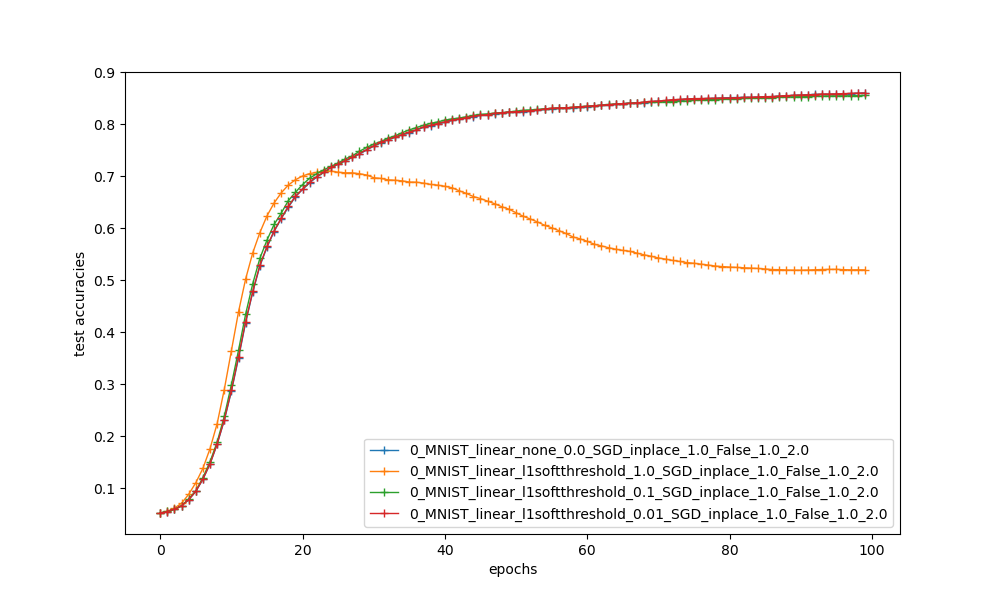 0.9
0.8
0.7
0.6
0.5
0.4
0.3
0.2
0.1
test accuracies
0_MNIST_linear_none_0.0_SGD_inplace_1.0_False_1.0_2.0
0_MNIST_linear_l1softthreshold_1.0_SGD_inplace_1.0_False_1.0_2.0
0_MNIST_linear_l1softthreshold_0.1_SGD_inplace_1.0_False_1.0_2.0
0_MNIST_linear_l1softthreshold_0.01_SGD_inplace_1.0_False_1.0_2.0
0 20 40 60 80 100
epochs